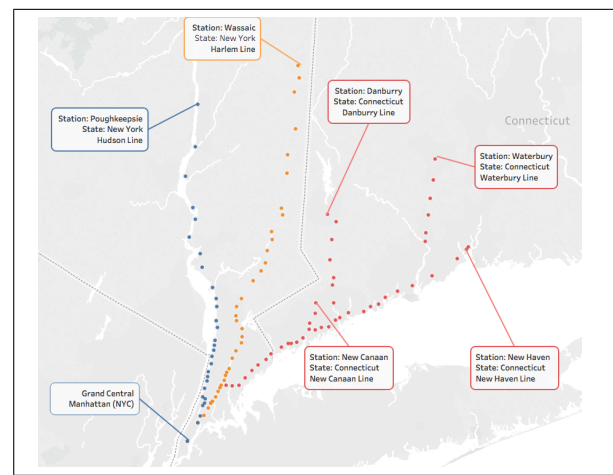 Station: Wassaic
State: New York
Harlem Line
Station: Danburry
State: Connecticut
Danburry Line
Station: Poughkeepsie
State: New York
Hudson Line
Connecticut
Station: Waterbury
State: Connecticut
Waterbury Line
Station: New Canaan
State: Connecticut
New Canaan Line
Station: New Haven
State: Connecticut
New Haven Line
Grand Central
Manhattan (NYC)